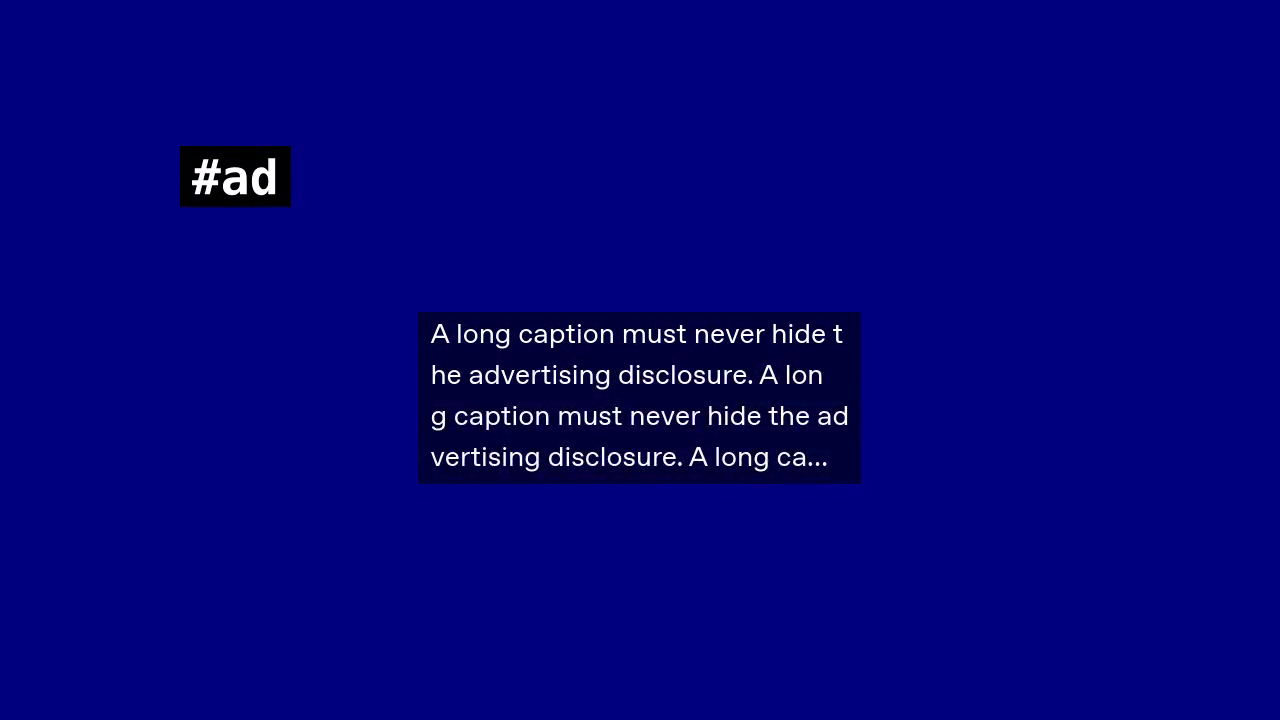 #ad
A long caption must never hide t
he advertising disclosure. A lon
g caption must never hide the ad
vertising disclosure. A long ca...